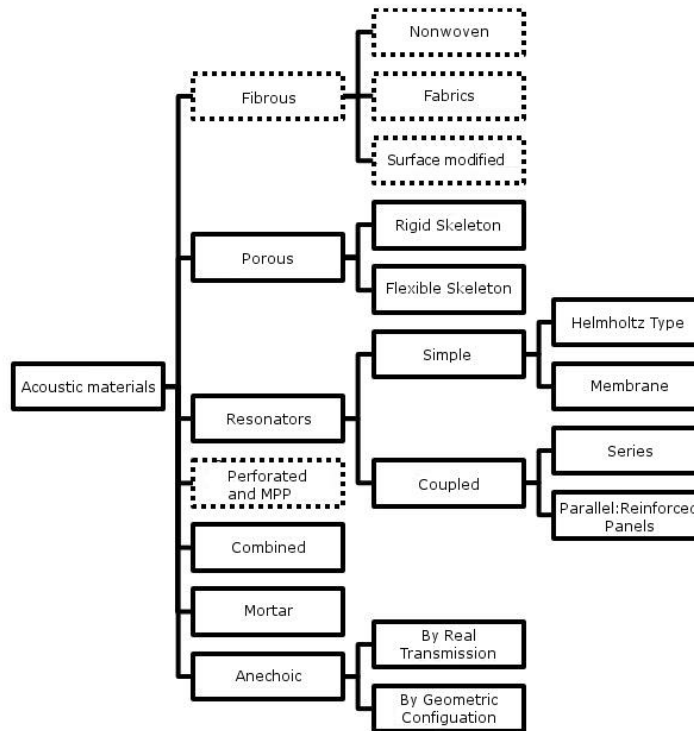 Nonwoven
Fibrous
Fabrics
Surface modified
Rigid Skeleton
Porous
Flexible Skeleton
Helmholtz Type
Simple
Membrane
Acoustic materials
Resonators
Series
Coupled
Perforated
and MPP
Parallel:Reinforced
Panels
Combined
Mortar
By Real
Transmission
Anechoic
By Geometric
Configuation